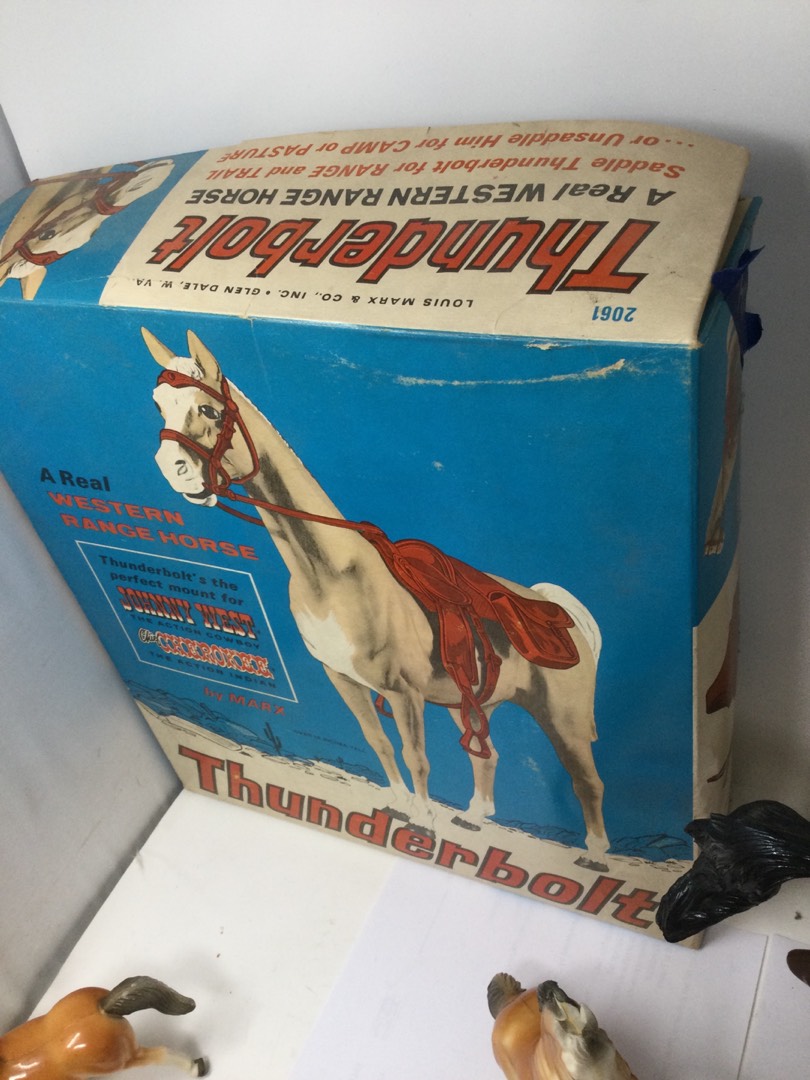 ...or Unsaddle Him for CAMP or PASTURE
Saddle Thunderbolt for RANGE and TRAIL
A Real WESTERN RANGE HORSE
Thunderbolt
LOUIS MARX & CO., INC. • GLEN DALE, W. VA
2061
A Real
WESTERN
RANGE HORSE
Thunderbolt's the
perfect mount for
JOHNNY WEST
THE ACTION COWBOY
Chief CHEROKEE
THE ACTION INDIAN
by MARX
Thunderbolt